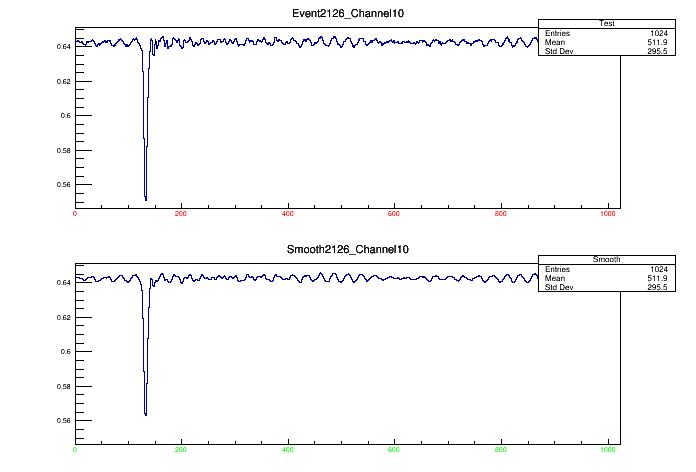 Event2126_Channel10
Test
Entries 1024
Mean 511.9
Std Dev 295.5
0.64
0.62
0.6
0.58
0.56
0 200 400 600 800 1000
Smooth2126_Channel10
Smooth
Entries 1024
Mean 511.9
Std Dev 295.5
0.64
0.62
0.6
0.58
0.56
0 200 400 600 800 1000